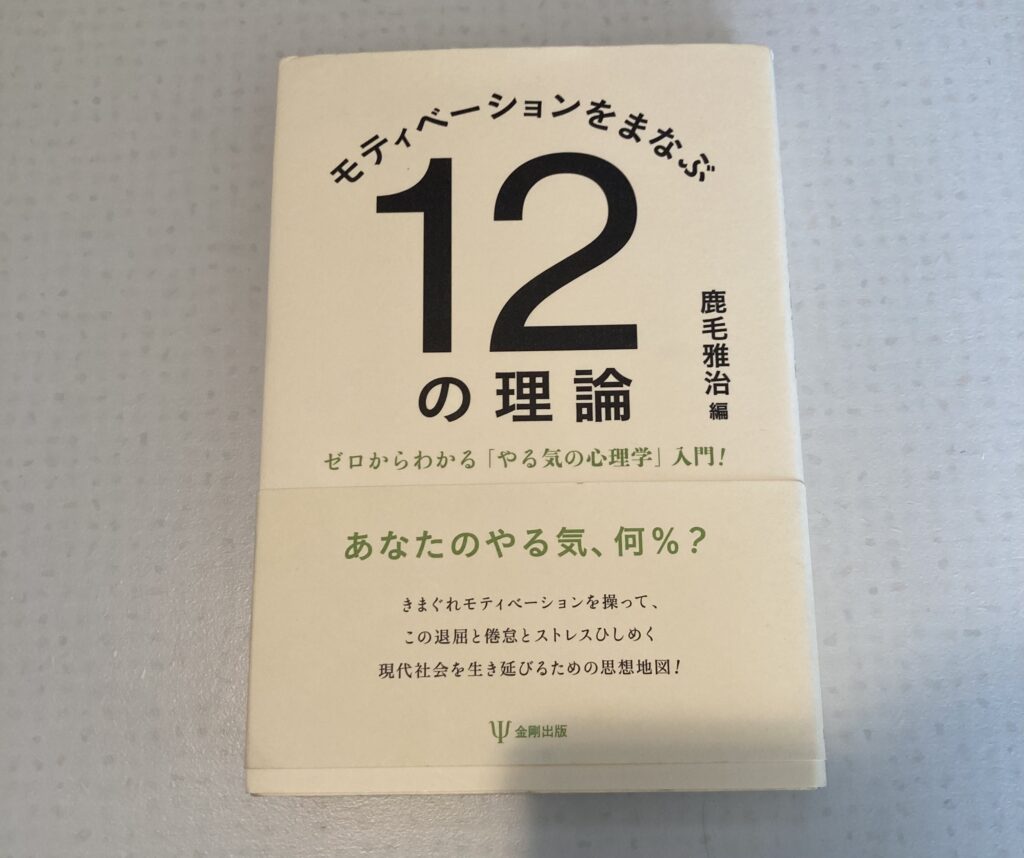 モティベーションをまなぶ
12
の理論
鹿毛雅治 編
ゼロからわかる「やる気の心理学」入門!
あなたのやる気、何%?
きまぐれモティベーションを操って、
この退屈と倦怠とストレスひしめく
現代社会を生き延びるための思想地図!
Ψ金剛出版